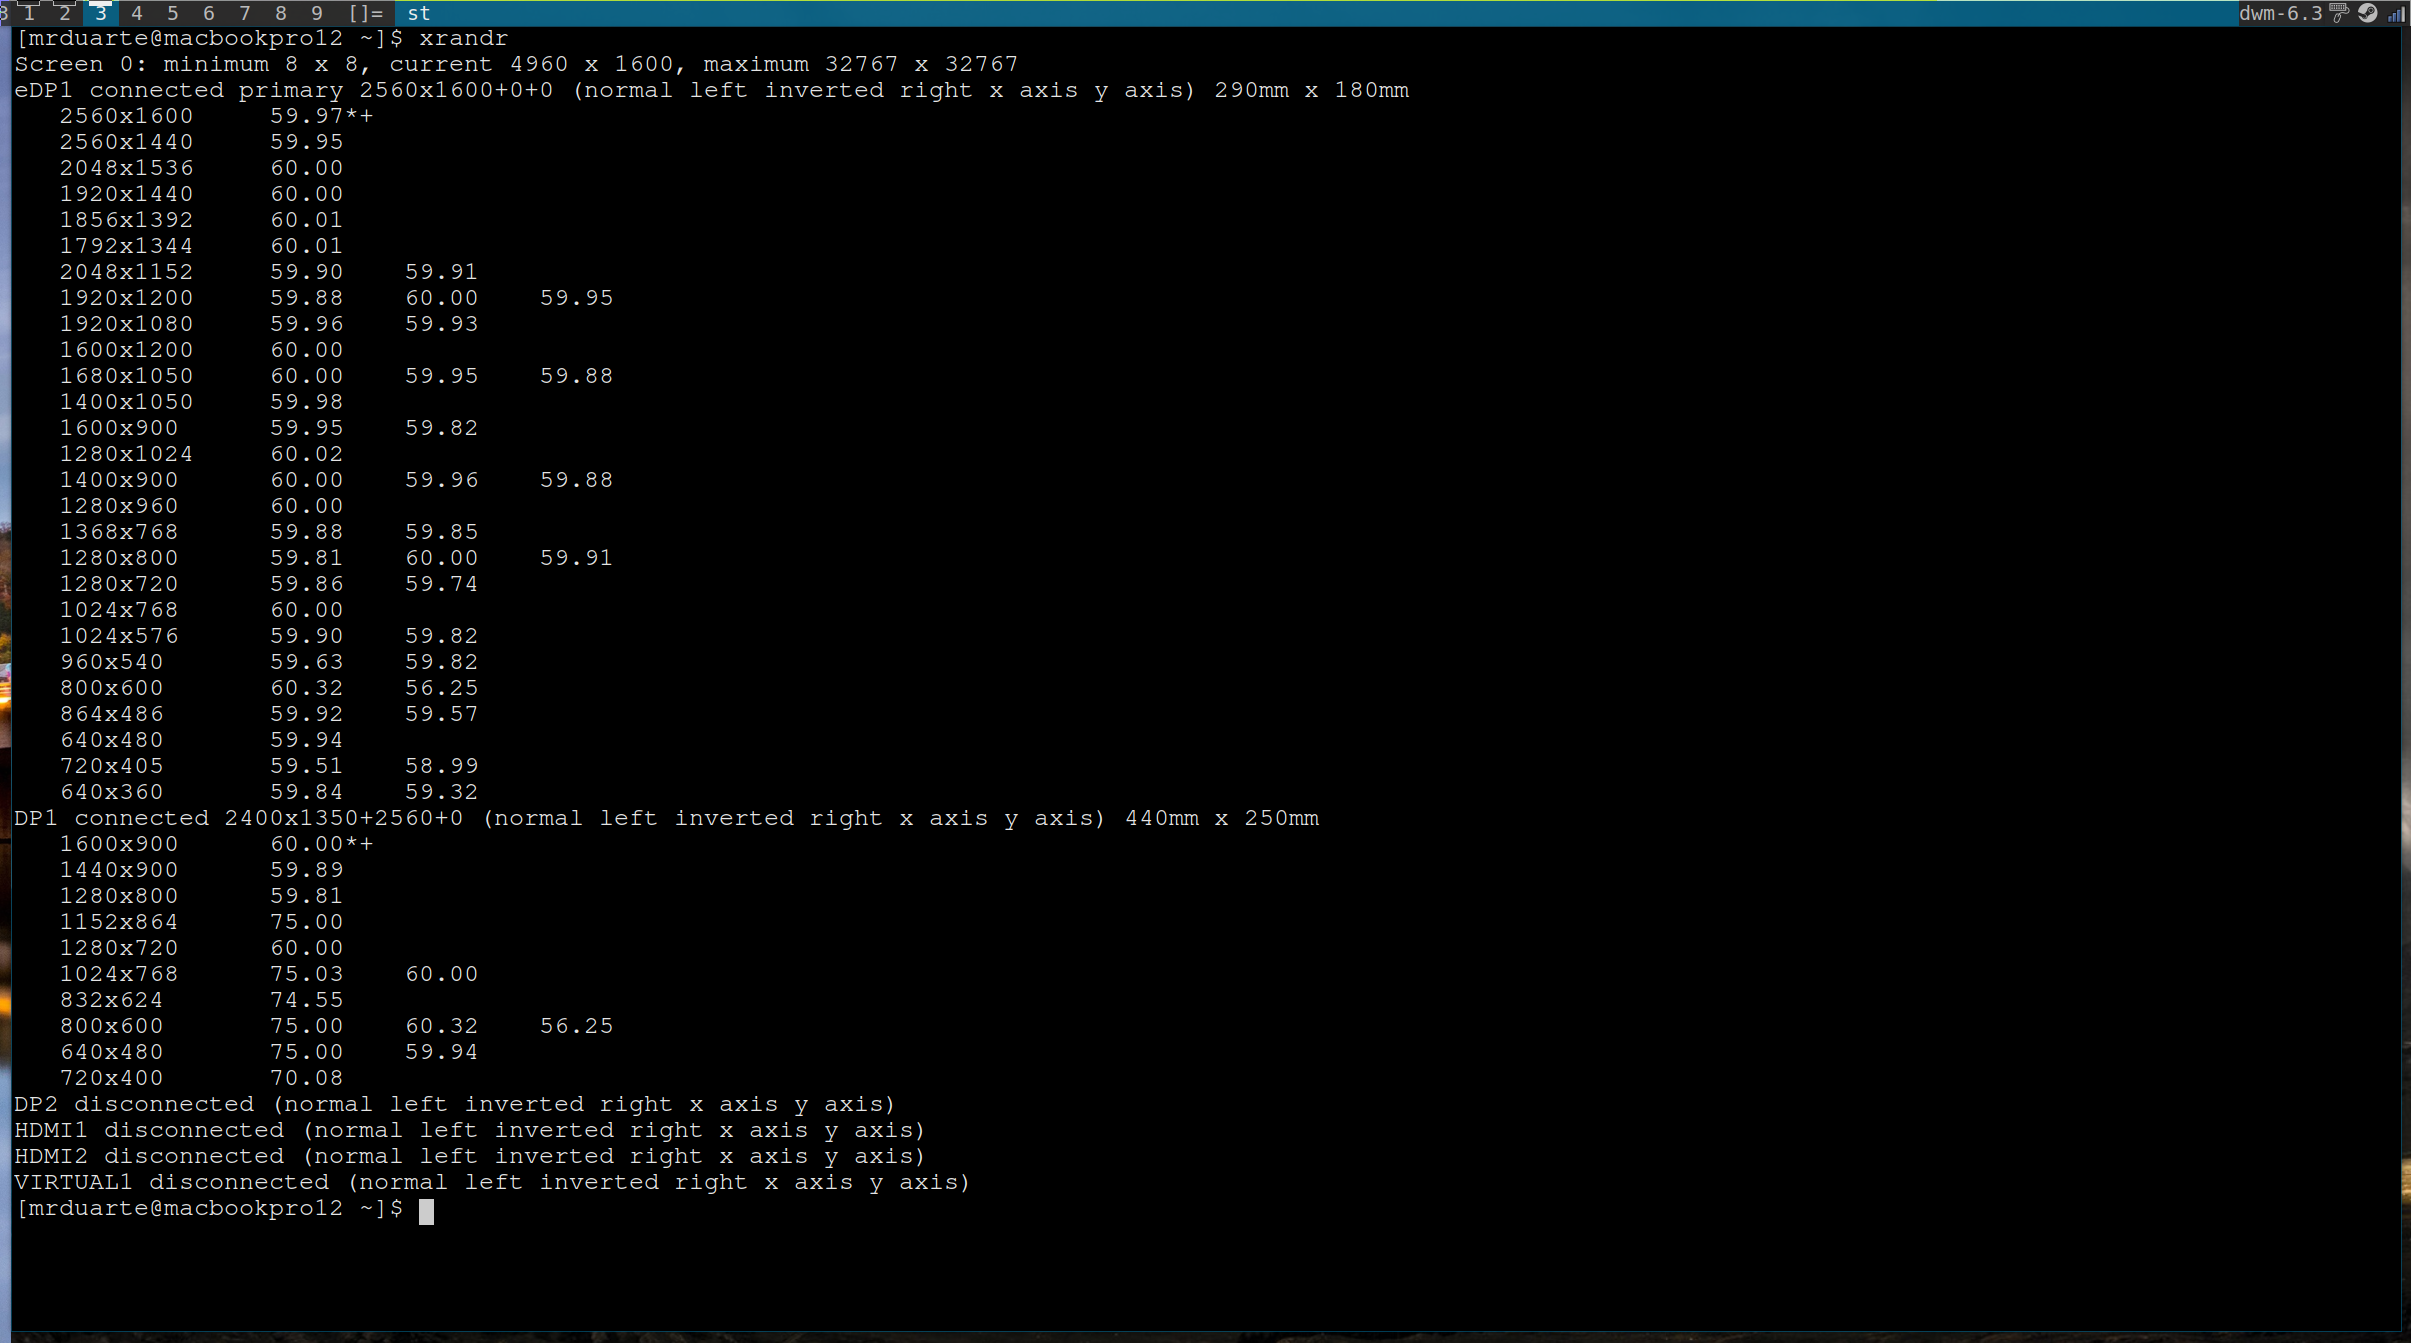 8 1 2 3 4 5 6 7 8 9 []= st dwm-6.3
[mrduarte@macbookpro12 ~]$ xrandr
Screen 0: minimum 8 x 8, current 4960 x 1600, maximum 32767 x 32767
eDP1 connected primary 2560x1600+0+0 (normal left inverted right x axis y axis) 290mm x 180mm
2560x1600 59.97*+
2560x1440 59.95
2048x1536 60.00
1920x1440 60.00
1856x1392 60.01
1792x1344 60.01
2048x1152 59.90 59.91
1920x1200 59.88 60.00 59.95
1920x1080 59.96 59.93
1600x1200 60.00
1680x1050 60.00 59.95 59.88
1400x1050 59.98
1600x900 59.95 59.82
1280x1024 60.02
1400x900 60.00 59.96 59.88
1280x960 60.00
1368x768 59.88 59.85
1280x800 59.81 60.00 59.91
1280x720 59.86 59.74
1024x768 60.00
1024x576 59.90 59.82
960x540 59.63 59.82
800x600 60.32 56.25
864x486 59.92 59.57
640x480 59.94
720x405 59.51 58.99
640x360 59.84 59.32
DP1 connected 2400x1350+2560+0 (normal left inverted right x axis y axis) 440mm x 250mm
1600x900 60.00*+
1440x900 59.89
1280x800 59.81
1152x864 75.00
1280x720 60.00
1024x768 75.03 60.00
832x624 74.55
800x600 75.00 60.32 56.25
640x480 75.00 59.94
720x400 70.08
DP2 disconnected (normal left inverted right x axis y axis)
HDMI1 disconnected (normal left inverted right x axis y axis)
HDMI2 disconnected (normal left inverted right x axis y axis)
VIRTUAL1 disconnected (normal left inverted right x axis y axis)
[mrduarte@macbookpro12 ~]$